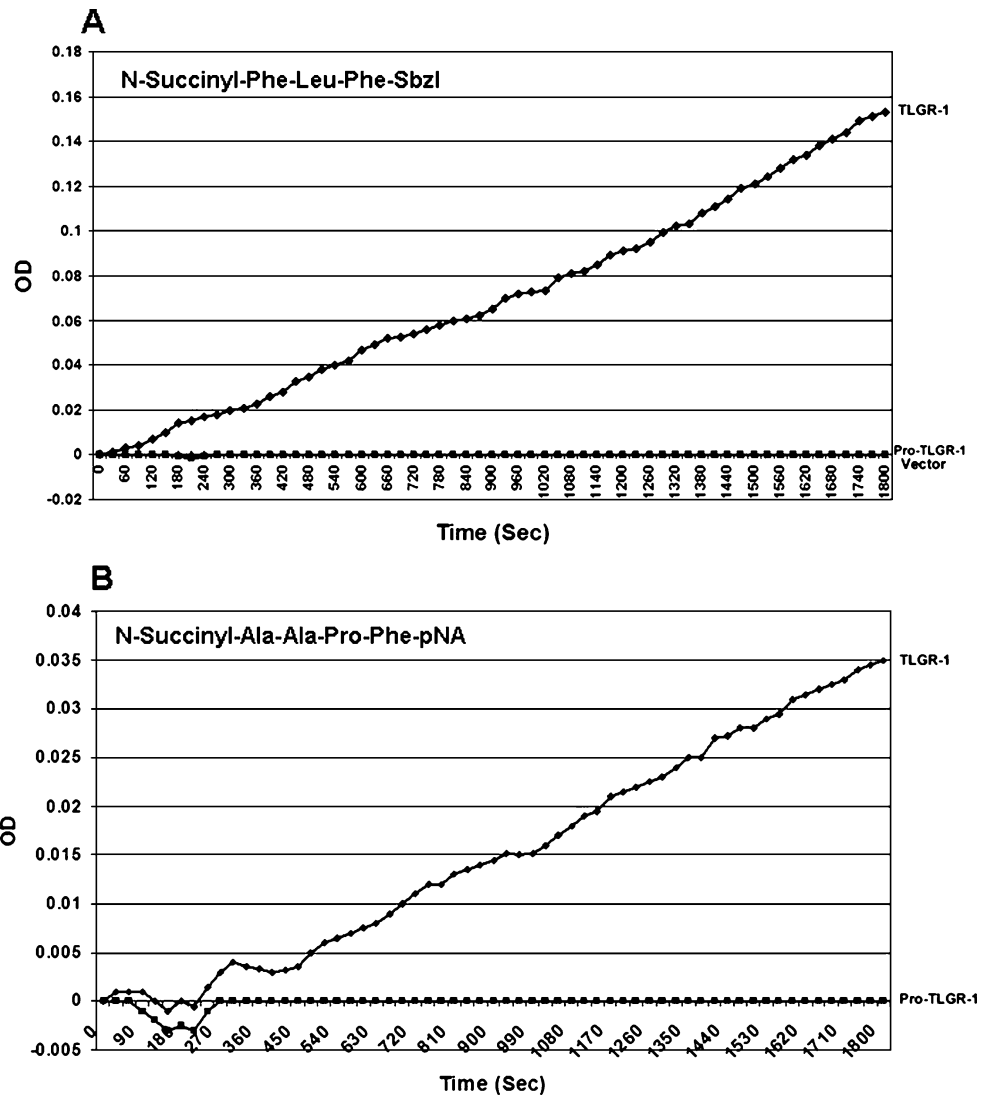 A
N-Succinyl-Phe-Leu-Phe-Sbzl
OD
0.18
0.16
0.14
0.12
0.1
0.08
0.06
0.04
0.02
0
-0.02
TLGR-1
Pro-TLGR-1
Vector
0 60 120 180 240 300 360 420 480 540 600 660 720 780 840 900 960 1020 1080 1140 1200 1260 1320 1380 1440 1500 1560 1620 1680 1740 1800
Time (Sec)
B
N-Succinyl-Ala-Ala-Pro-Phe-pNA
OD
0.04
0.035
0.03
0.025
0.02
0.015
0.01
0.005
0
-0.005
TLGR-1
Pro-TLGR-1
0 90 180 270 360 450 540 630 720 810 900 990 1080 1170 1260 1350 1440 1530 1620 1710 1800
Time (Sec)